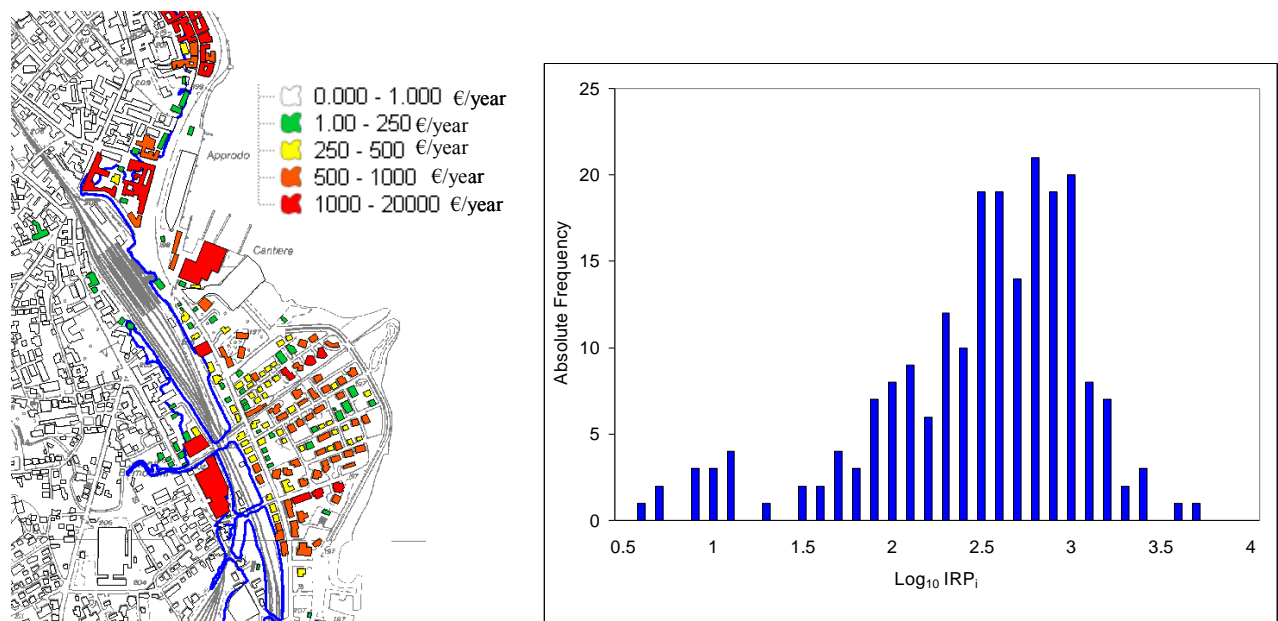 0.000 - 1.000 €/year
1.00 - 250 €/year
250 - 500 €/year
500 - 1000 €/year
1000 - 20000 €/year
Approdo
Cantiere
25
20
15
10
5
0
0.5 1 1.5 2 2.5 3 3.5 4
Absolute Frequency
Log₁₀ IRPᵢ